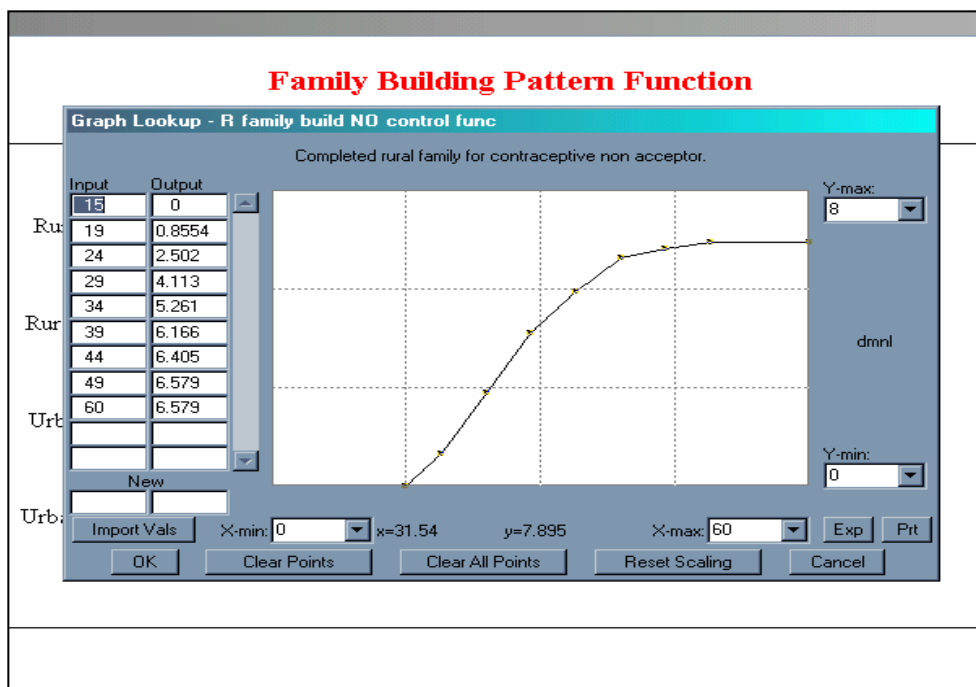 Family Building Pattern Function
Graph Lookup - R family build NO control func
Completed rural family for contraceptive non acceptor.
Input Output
15 0
19 0.8554
24 2.502
29 4.113
34 5.261
39 6.166
44 6.405
49 6.579
60 6.579
New
Y-max:
8
dmnl
Y-min:
0
Import Vals X-min: 0 x=31.54 y=7.895 X-max: 60 Exp Prt
OK Clear Points Clear All Points Reset Scaling Cancel